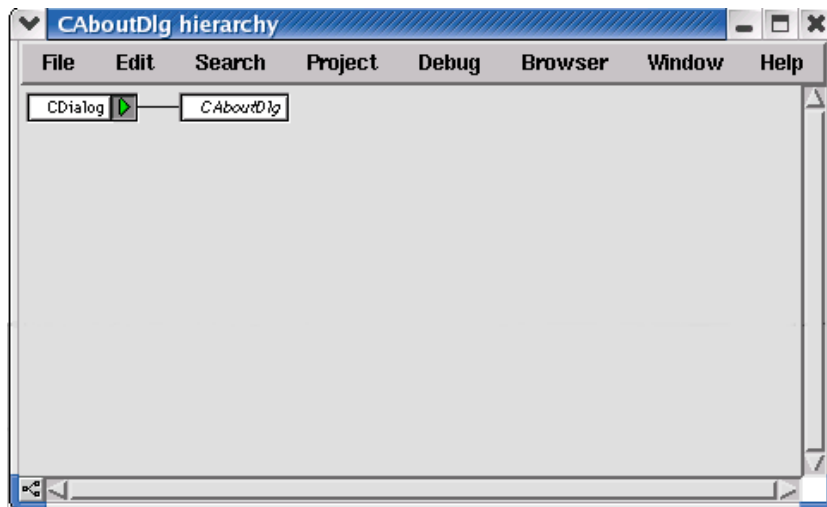 CAboutDlg hierarchy
File Edit Search Project Debug Browser Window Help
CDialog CAboutDlg